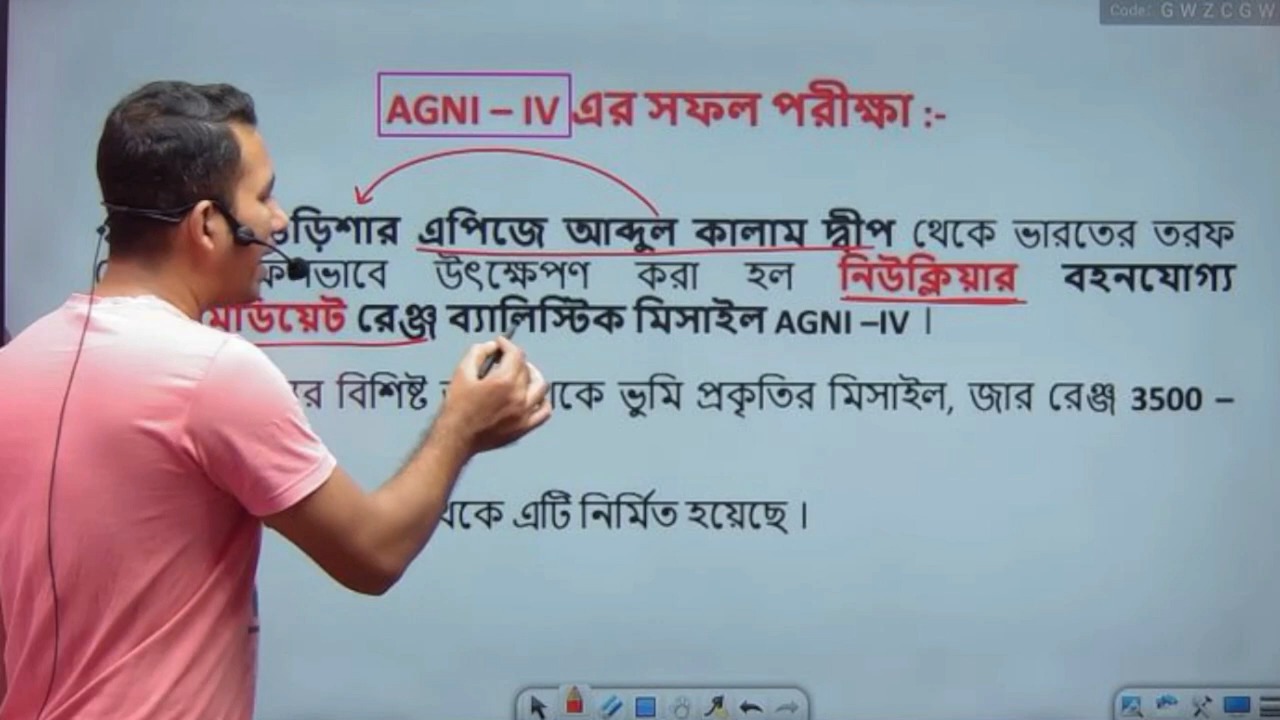 Code: G W Z C G W
AGNI – IV এর সফল পরীক্ষা :-
এপিজে আব্দুল কালাম দ্বীপ থেকে ভারতের তরফ
উৎক্ষেপণ করা হল নিউক্লিয়ার বহনযোগ্য
রেঞ্জ ব্যালিস্টিক মিসাইল AGNI –IV ।
বিশিষ্ট ভুমি প্রকৃতির মিসাইল, জার রেঞ্জ 3500 –
এটি নির্মিত হয়েছে ।